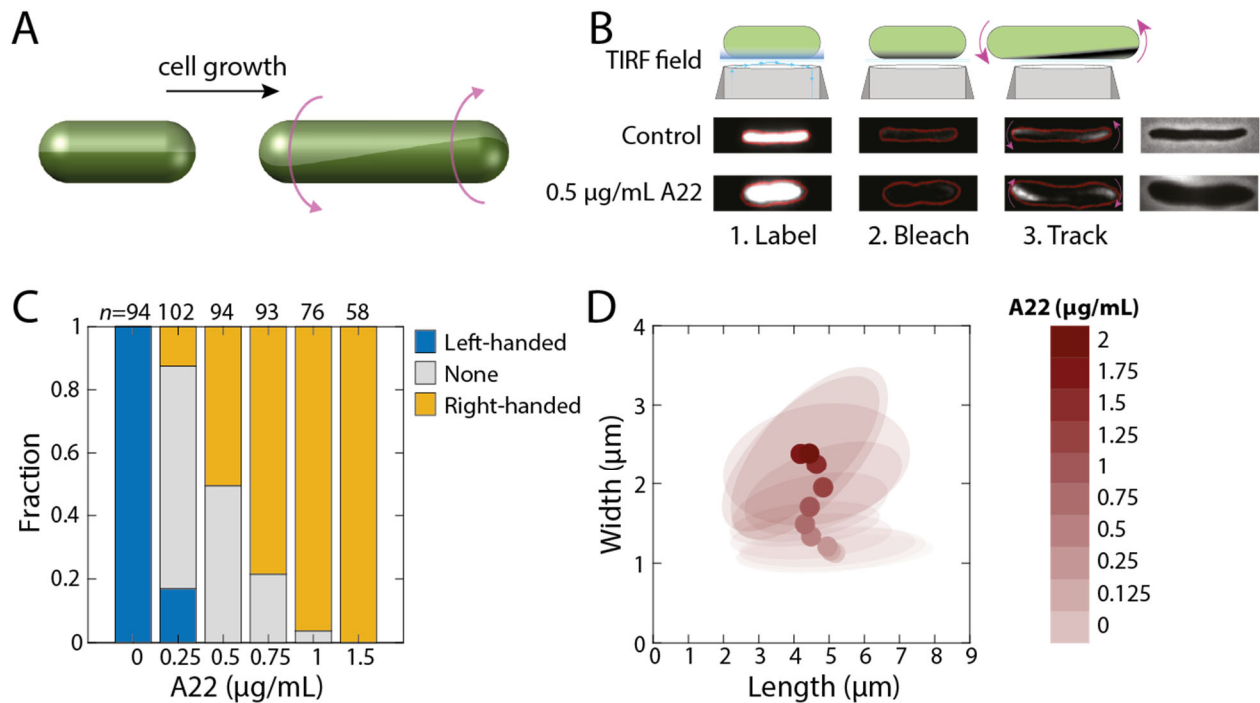 A
cell growth
B
TIRF field
Control
0.5 µg/mL A22
1. Label
2. Bleach
3. Track
C
n=94 102 94 93 76 58
1
0.8
0.6
0.4
0.2
0
Fraction
0 0.25 0.5 0.75 1 1.5
A22 (µg/mL)
Left-handed
None
Right-handed
D
4
3
2
1
0
Width (µm)
0 1 2 3 4 5 6 7 8 9
Length (µm)
A22 (µg/mL)
2
1.75
1.5
1.25
1
0.75
0.5
0.25
0.125
0